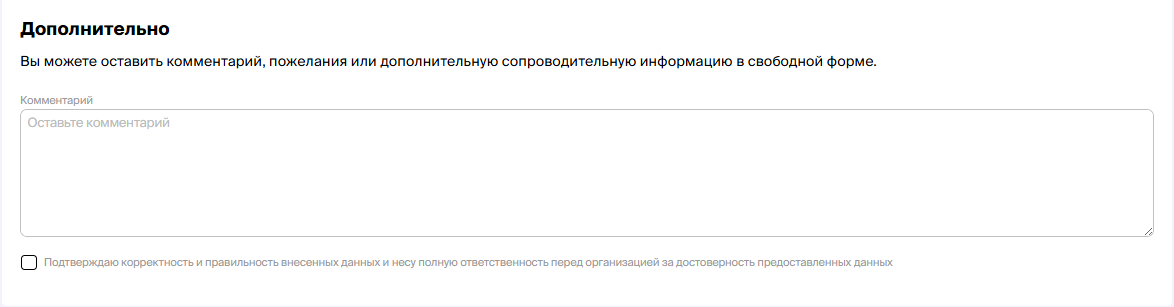 Дополнительно
Вы можете оставить комментарий, пожелания или дополнительную сопроводительную информацию в свободной форме.
Комментарий
Оставьте комментарий
Подтверждаю корректность и правильность внесенных данных и несу полную ответственность перед организацией за достоверность предоставленных данных